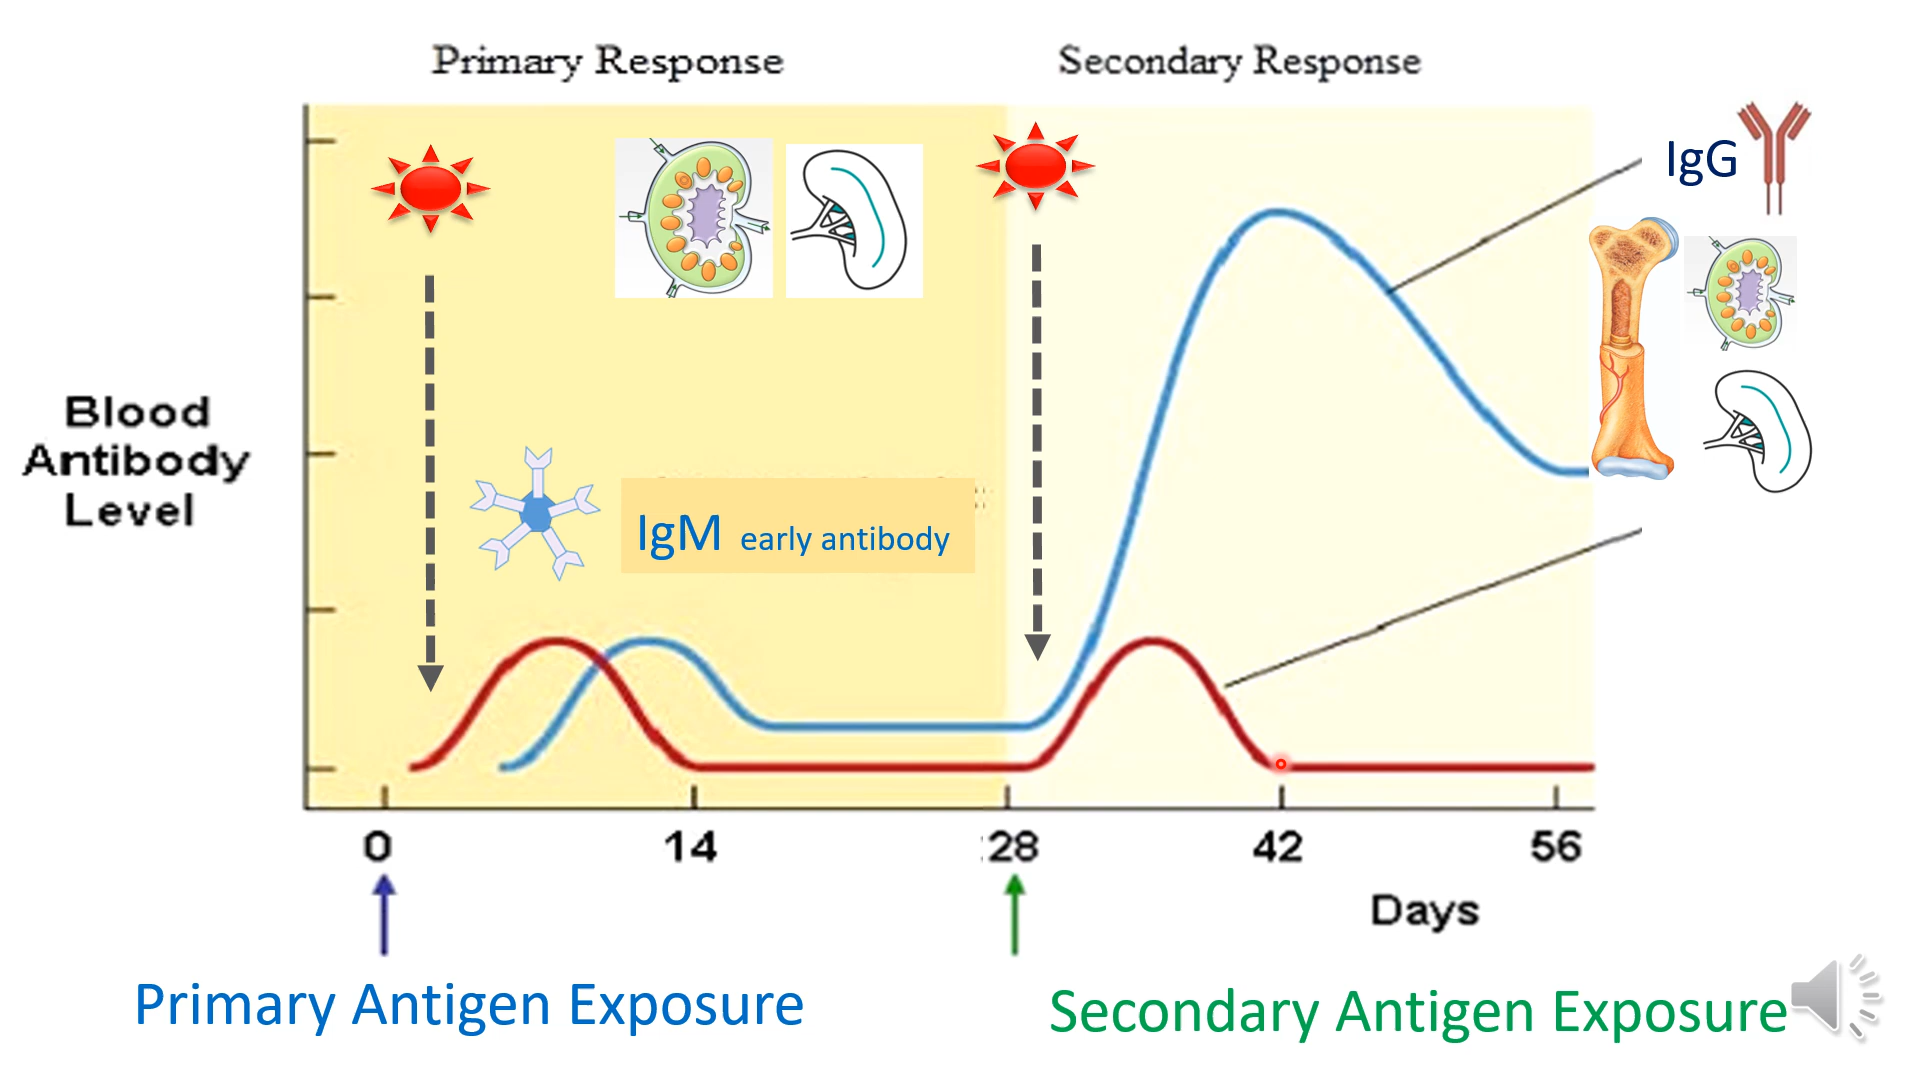 Primary Response
Secondary Response
IgG
Blood
Antibody
Level
IgM early antibody
0
14
28
42
56
Days
Primary Antigen Exposure
Secondary Antigen Exposure